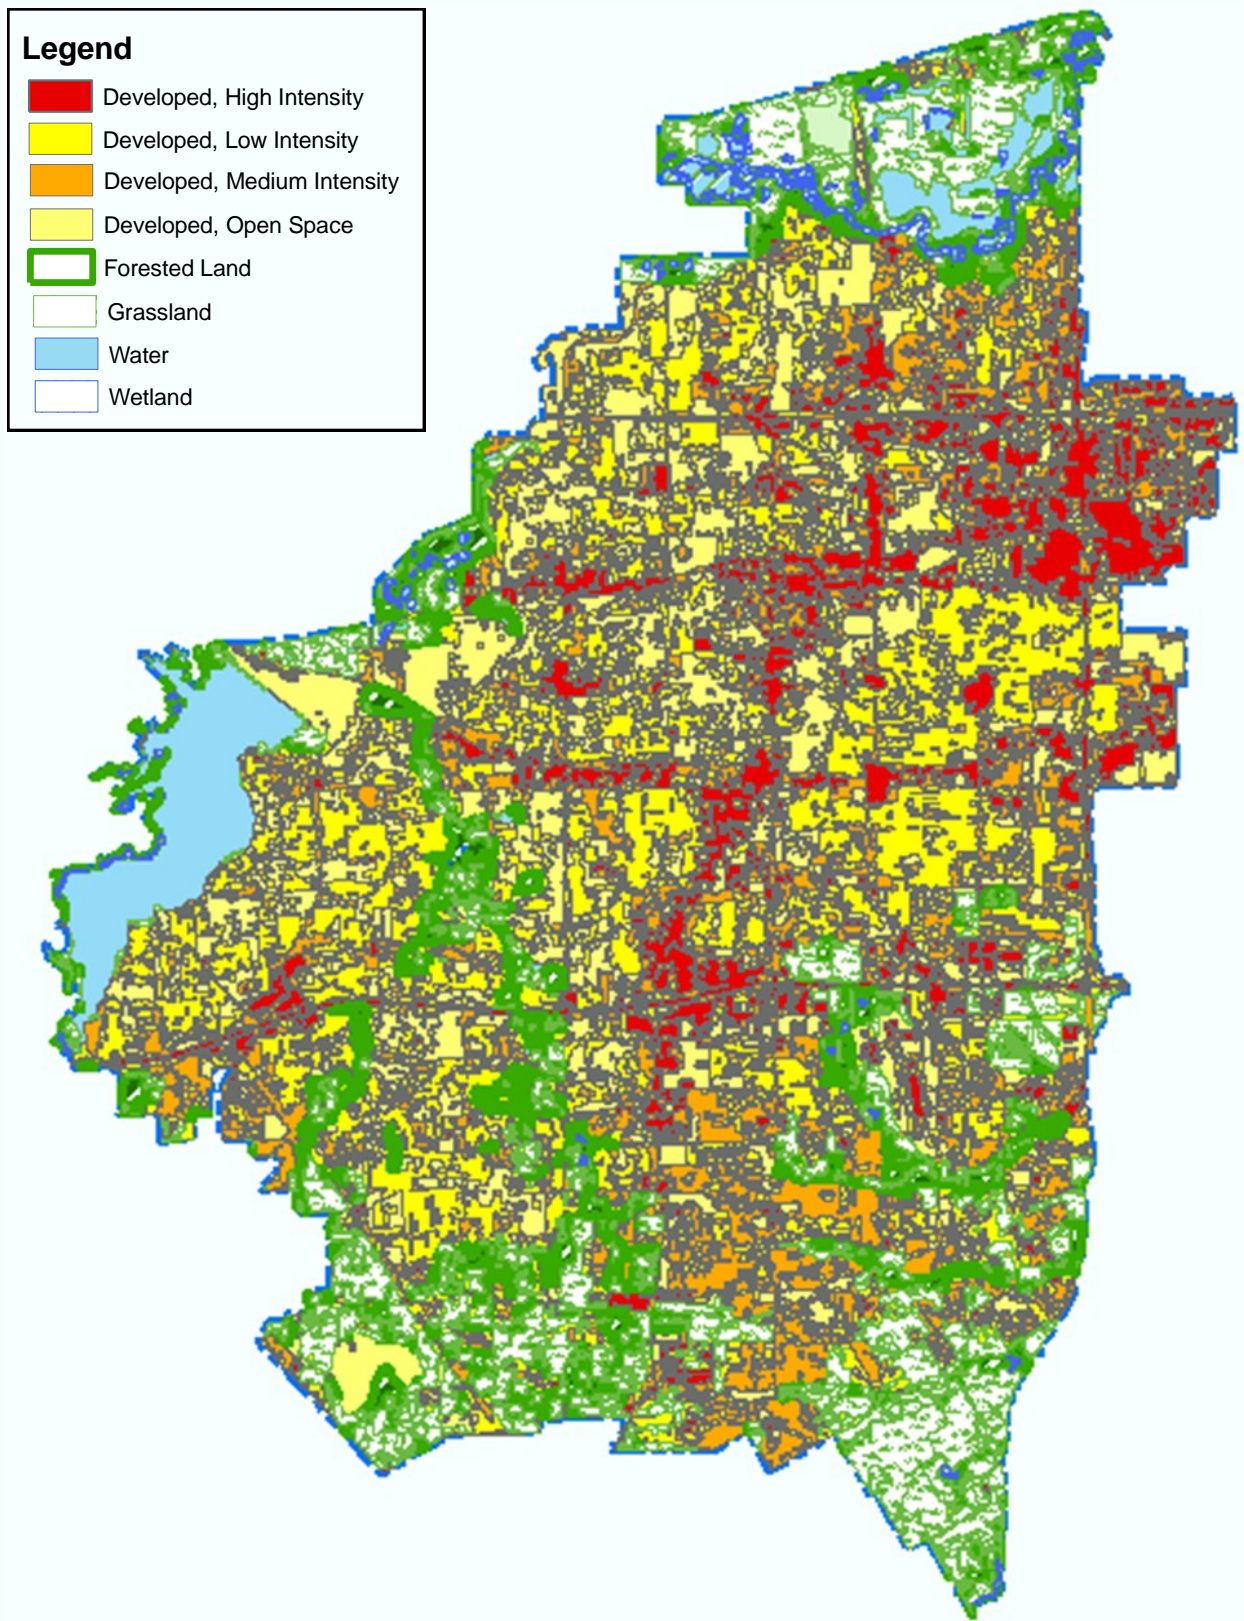 Legend
Developed, High Intensity
Developed, Low Intensity
Developed, Medium Intensity
Developed, Open Space
Forested Land
Grassland
Water
Wetland